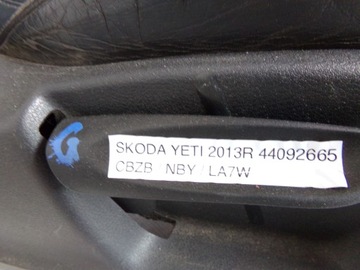 G
SKODA YETI 2013R 44092665
CBZB NBY LA7W